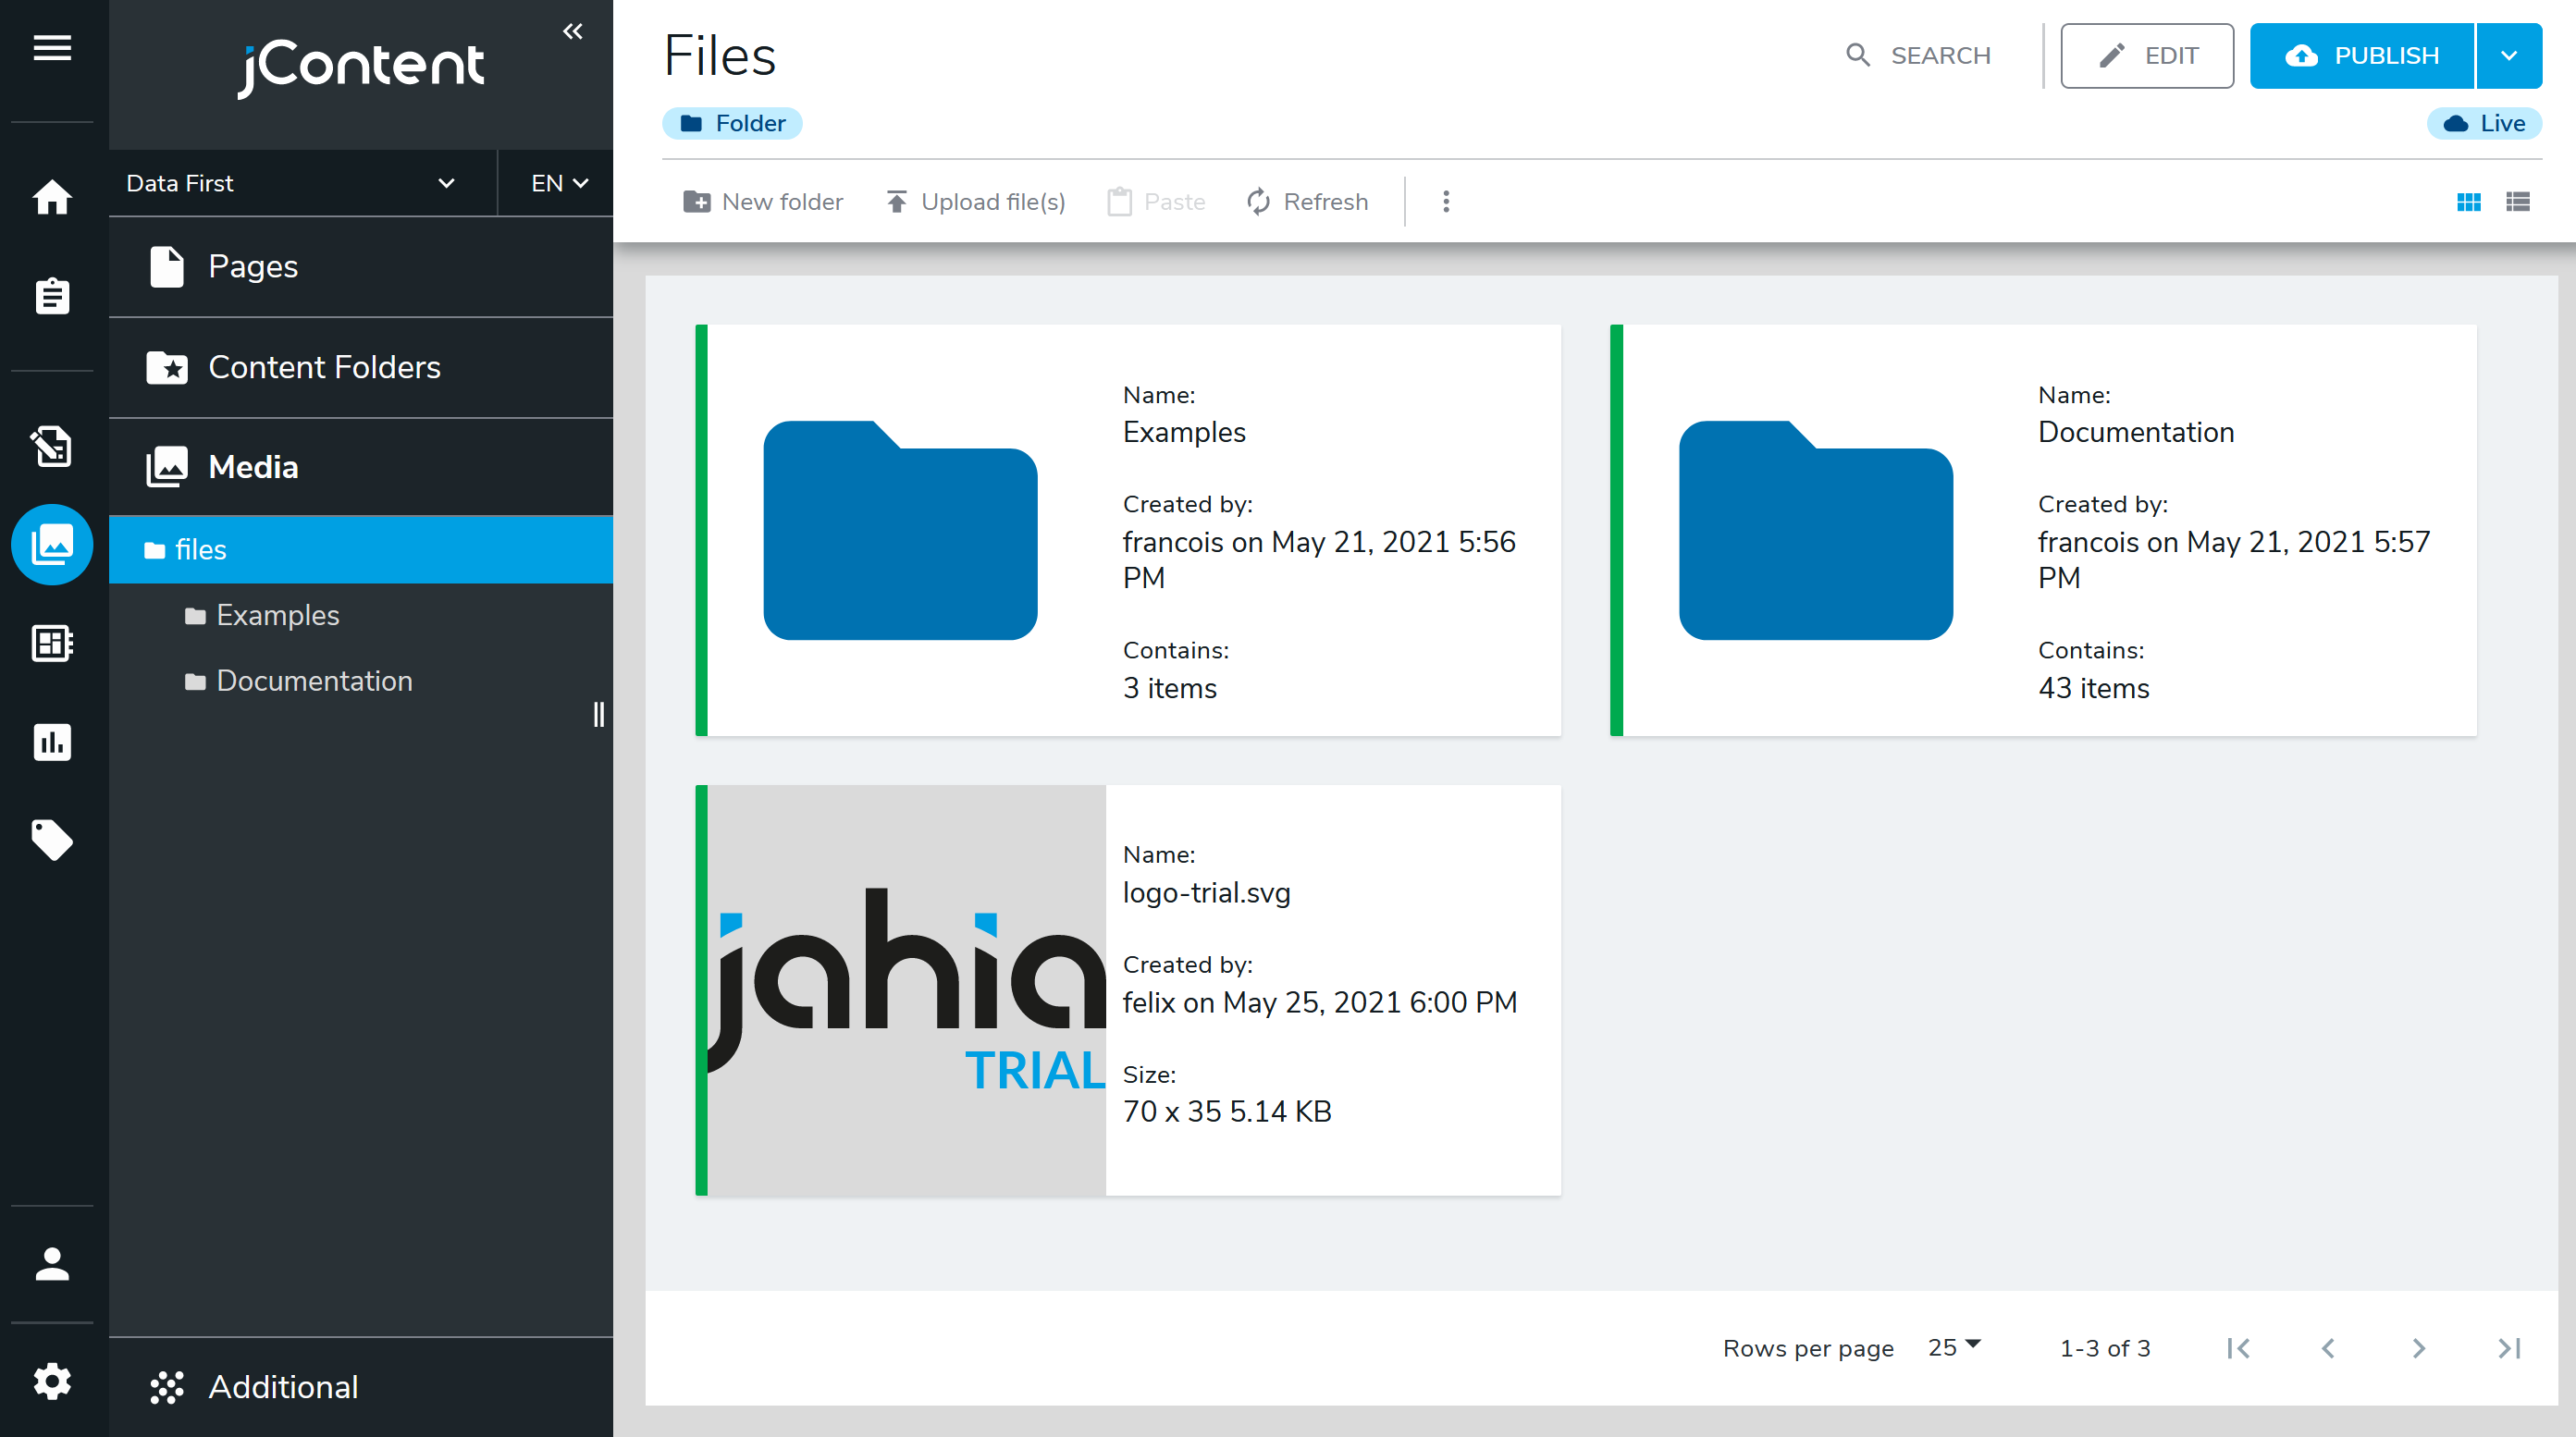 jContent
Data First
EN
Pages
Content Folders
Media
files
Examples
Documentation
Additional
Files
SEARCH
EDIT
PUBLISH
Folder
Live
New folder
Upload file(s)
Paste
Refresh
Name:
Examples
Created by:
francois on May 21, 2021 5:56
PM
Contains:
3 items
Name:
Documentation
Created by:
francois on May 21, 2021 5:57
PM
Contains:
43 items
jahia
TRIAL
Name:
logo-trial.svg
Created by:
felix on May 25, 2021 6:00 PM
Size:
70 x 35 5.14 KB
Rows per page 25 1-3 of 3